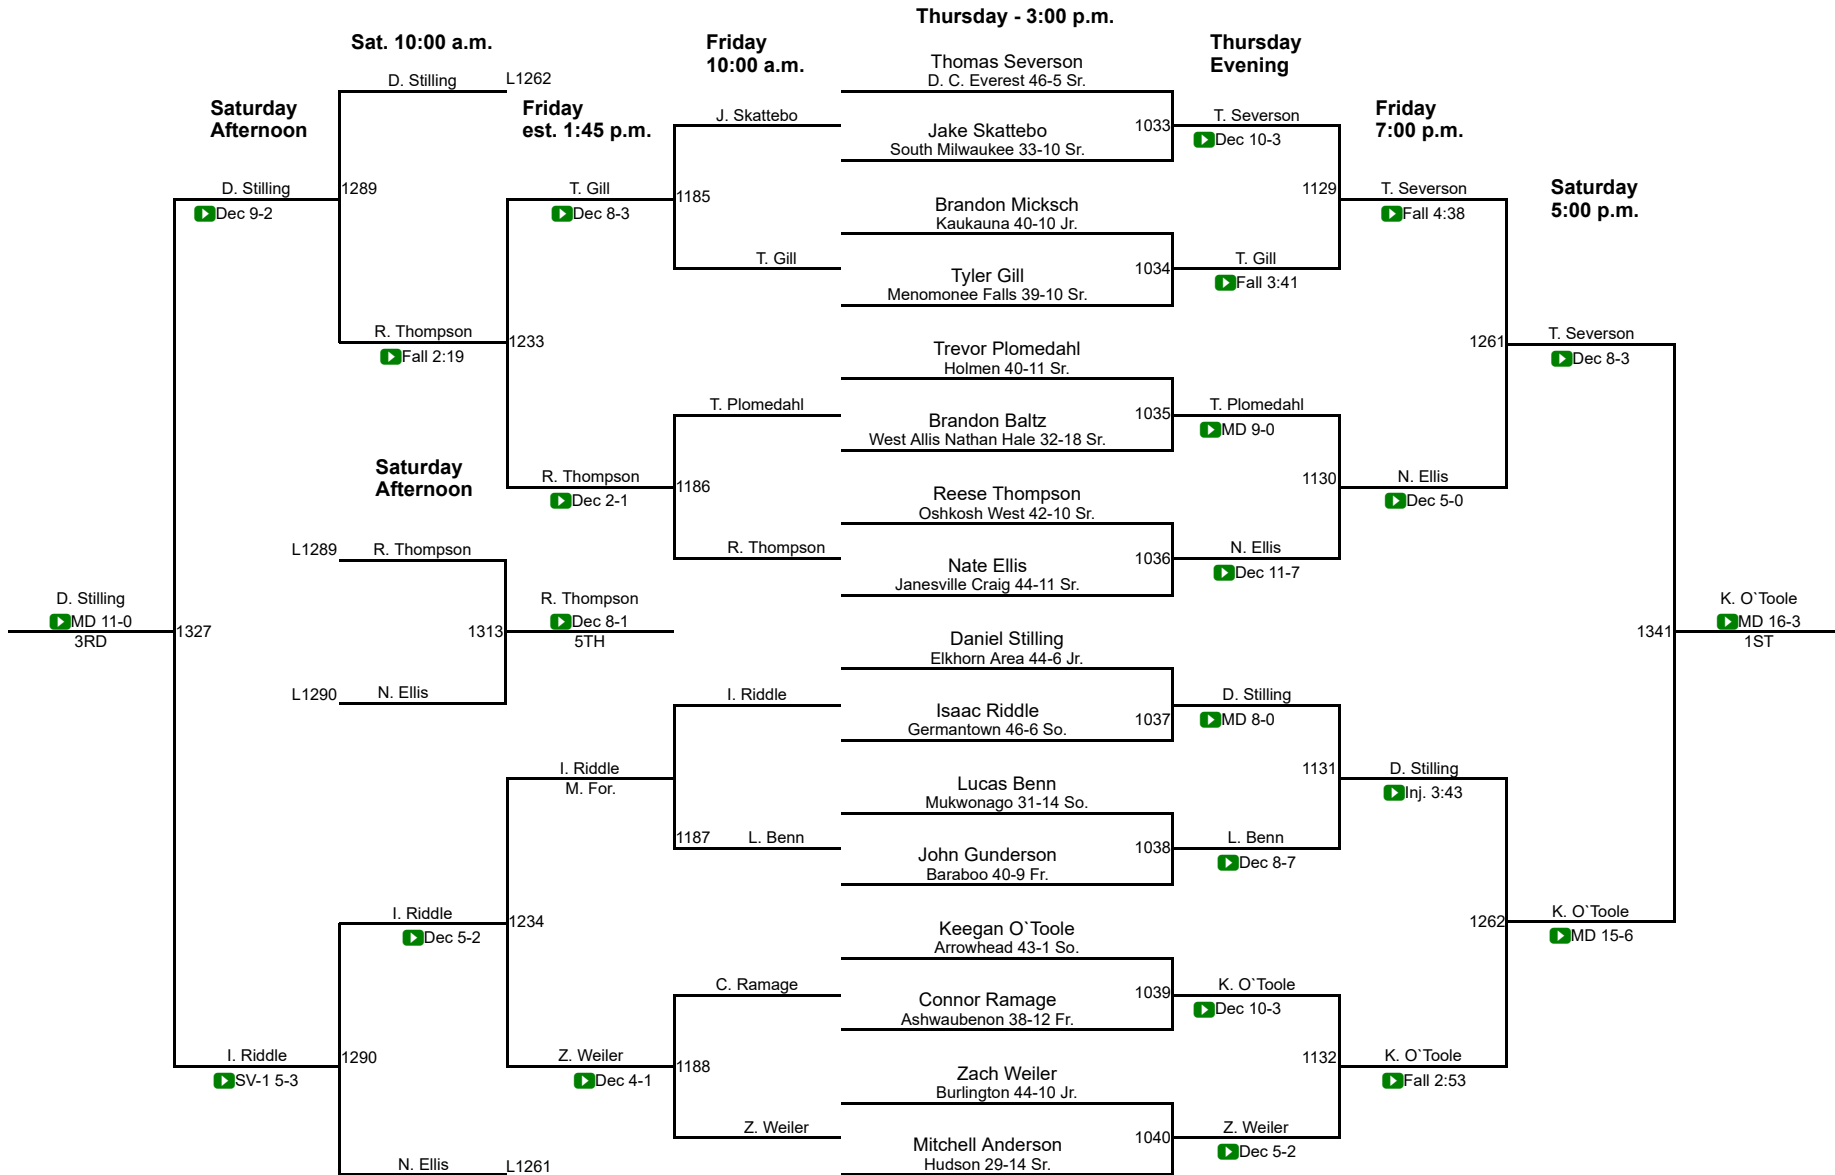 Thursday - 3:00 p.m.
Sat. 10:00 a.m.
Friday
10:00 a.m.
Thursday
Evening
Saturday
Afternoon
Friday
est. 1:45 p.m.
Friday
7:00 p.m.
Saturday
5:00 p.m.
Saturday
Afternoon
Thomas Severson
D. C. Everest 46-5 Sr.
1033
Jake Skattebo
South Milwaukee 33-10 Sr.
Brandon Micksch
Kaukauna 40-10 Jr.
1034
Tyler Gill
Menomonee Falls 39-10 Sr.
Trevor Plomedahl
Holmen 40-11 Sr.
1035
Brandon Baltz
West Allis Nathan Hale 32-18 Sr.
Reese Thompson
Oshkosh West 42-10 Sr.
1036
Nate Ellis
Janesville Craig 44-11 Sr.
Daniel Stilling
Elkhorn Area 44-6 Jr.
1037
Isaac Riddle
Germantown 46-6 So.
Lucas Benn
Mukwonago 31-14 So.
1038
John Gunderson
Baraboo 40-9 Fr.
Keegan O`Toole
Arrowhead 43-1 So.
1039
Connor Ramage
Ashwaubenon 38-12 Fr.
Zach Weiler
Burlington 44-10 Jr.
1040
Mitchell Anderson
Hudson 29-14 Sr.
T. Severson
Dec 10-3
1129
T. Gill
Fall 3:41
T. Plomedahl
MD 9-0
1130
N. Ellis
Dec 11-7
D. Stilling
MD 8-0
1131
L. Benn
Dec 8-7
K. O`Toole
Dec 10-3
1132
Z. Weiler
Dec 5-2
T. Severson
Fall 4:38
1261
N. Ellis
Dec 5-0
D. Stilling
Inj. 3:43
1262
K. O`Toole
Fall 2:53
T. Severson
Dec 8-3
1341
K. O`Toole
MD 15-6
K. O`Toole
MD 16-3
1ST
J. Skattebo
1185
T. Gill
T. Plomedahl
1186
R. Thompson
I. Riddle
1187
L. Benn
C. Ramage
1188
Z. Weiler
T. Gill
Dec 8-3
1233
R. Thompson
Dec 2-1
I. Riddle
M. For.
1234
Z. Weiler
Dec 4-1
D. Stilling
L1262
1289
R. Thompson
Fall 2:19
I. Riddle
Dec 5-2
1290
N. Ellis
L1261
D. Stilling
Dec 9-2
1327
I. Riddle
SV-1 5-3
D. Stilling
MD 11-0
3RD
L1289
R. Thompson
1313
L1290
N. Ellis
R. Thompson
Dec 8-1
5TH